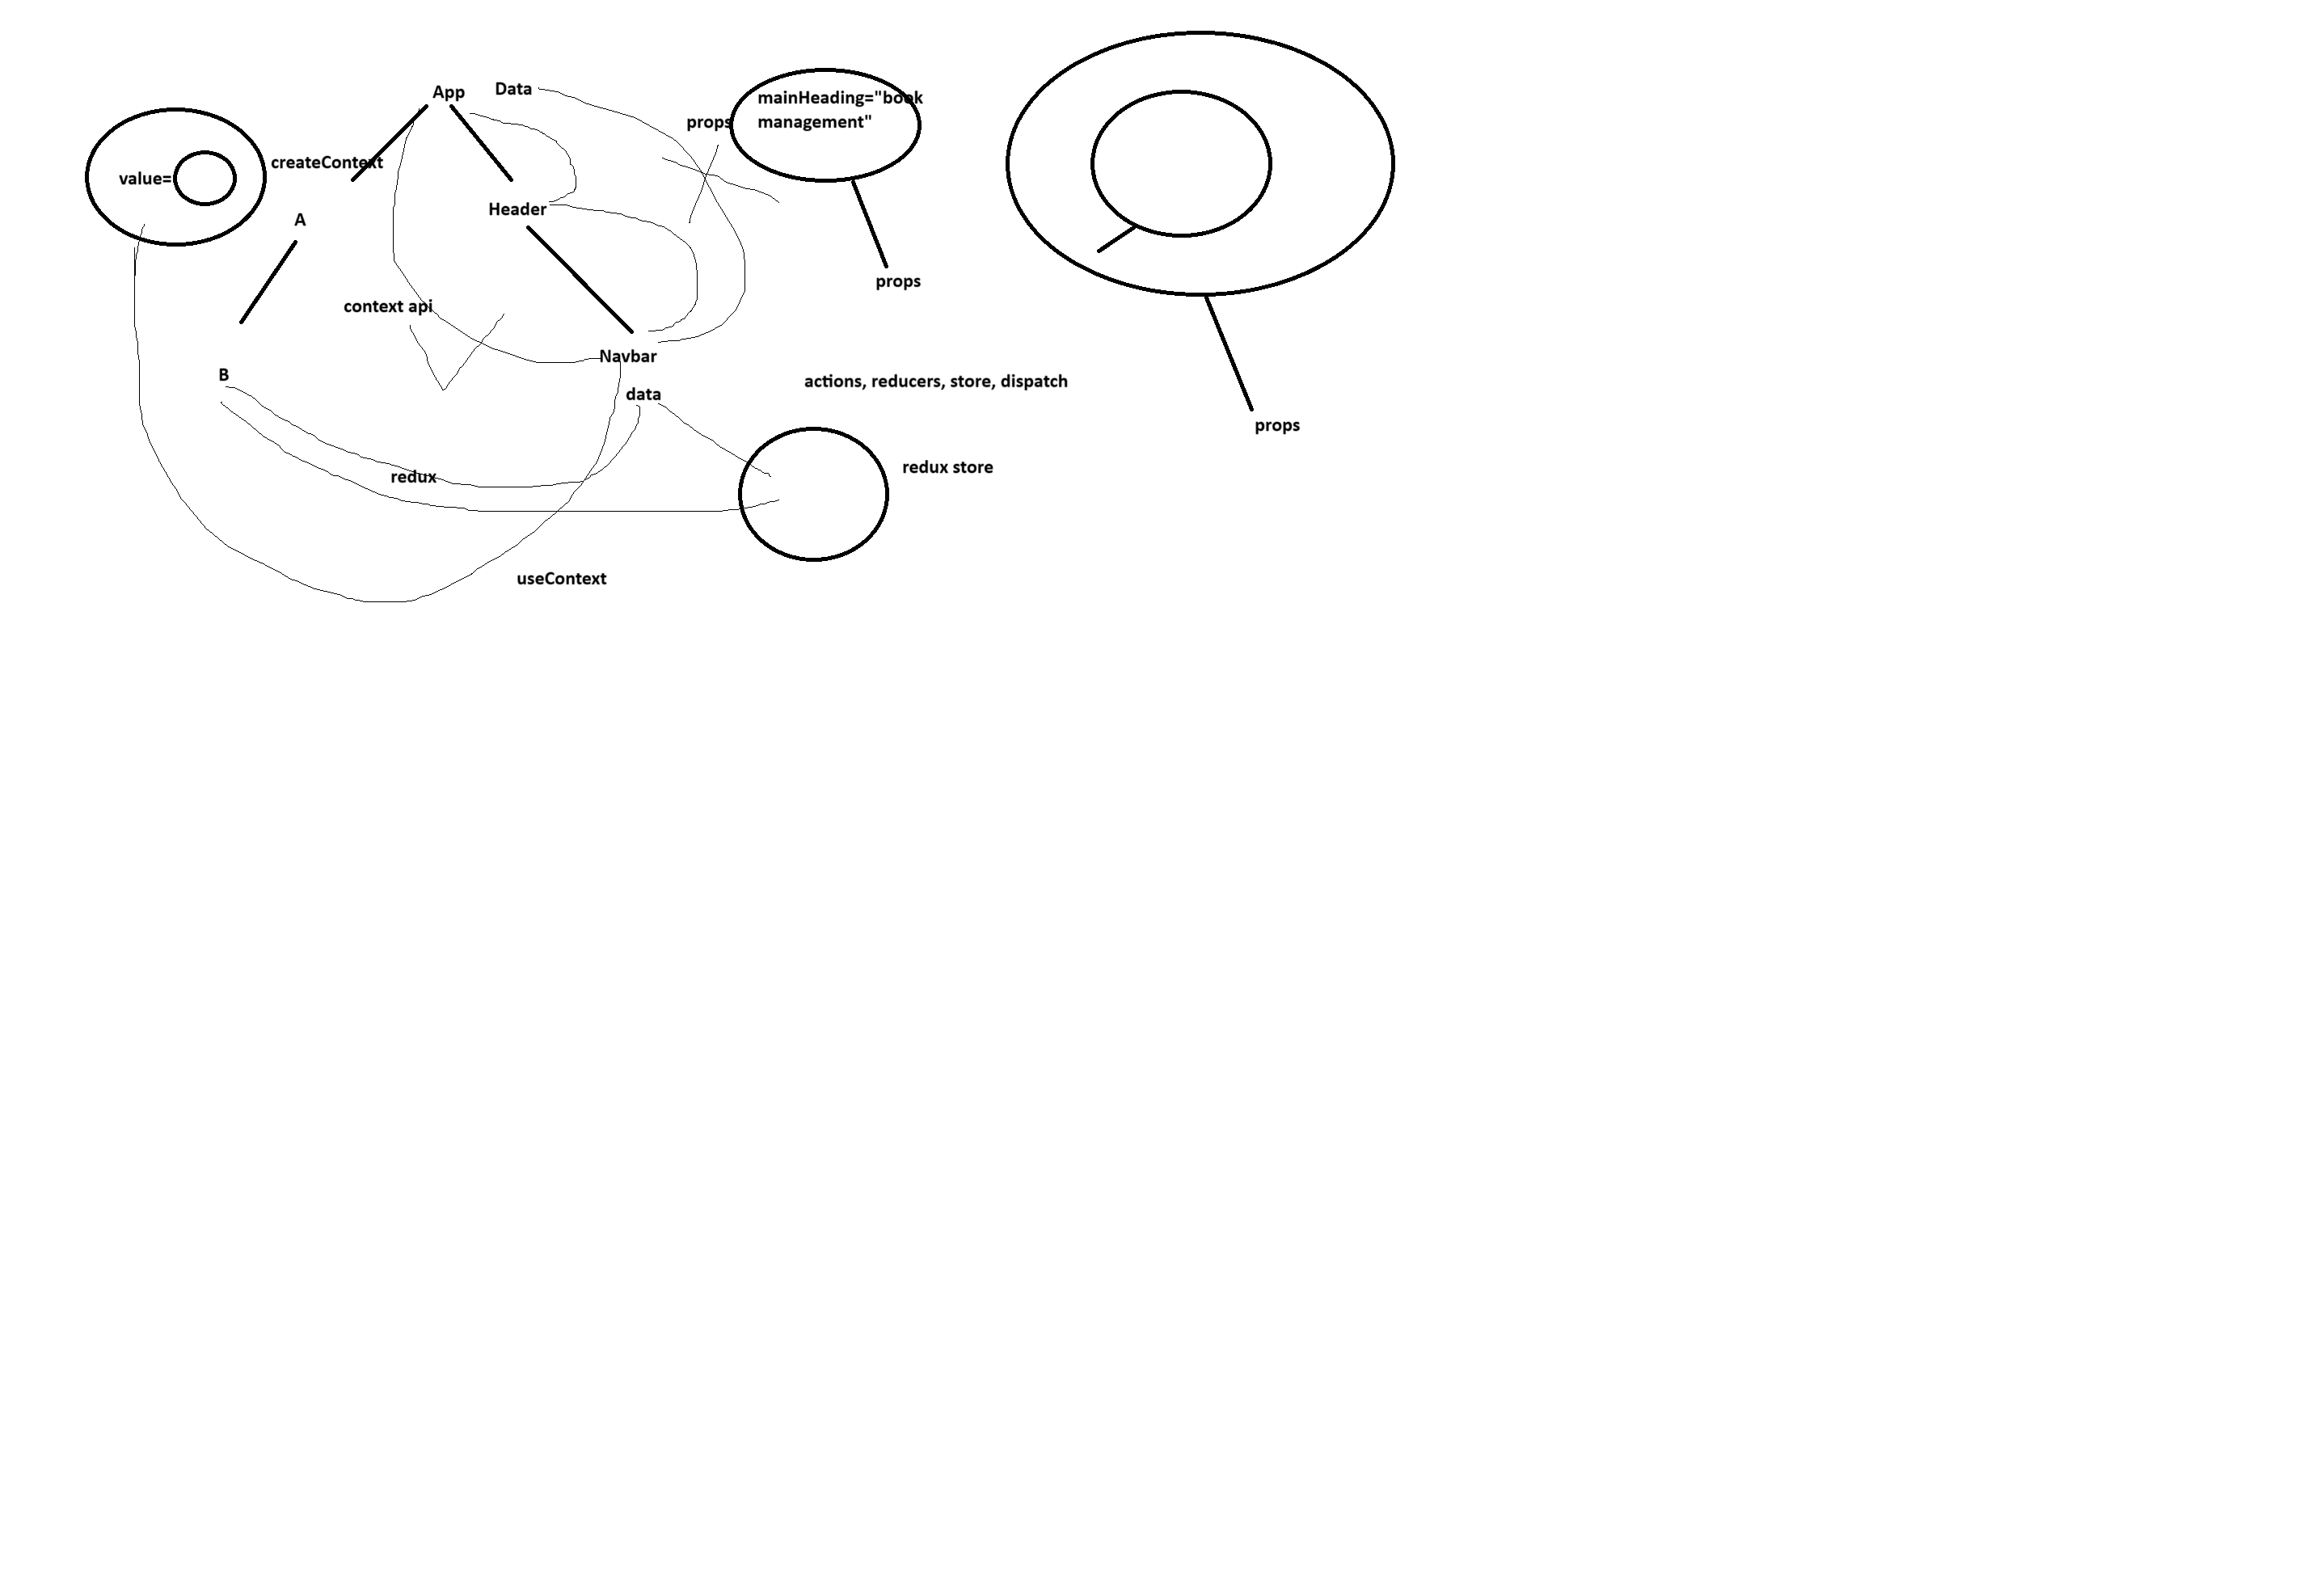 App
Data
mainHeading="book
management"
props
createContext
value=
A
Header
props
context api
Navbar
B
data
actions, reducers, store, dispatch
props
redux
redux store
useContext